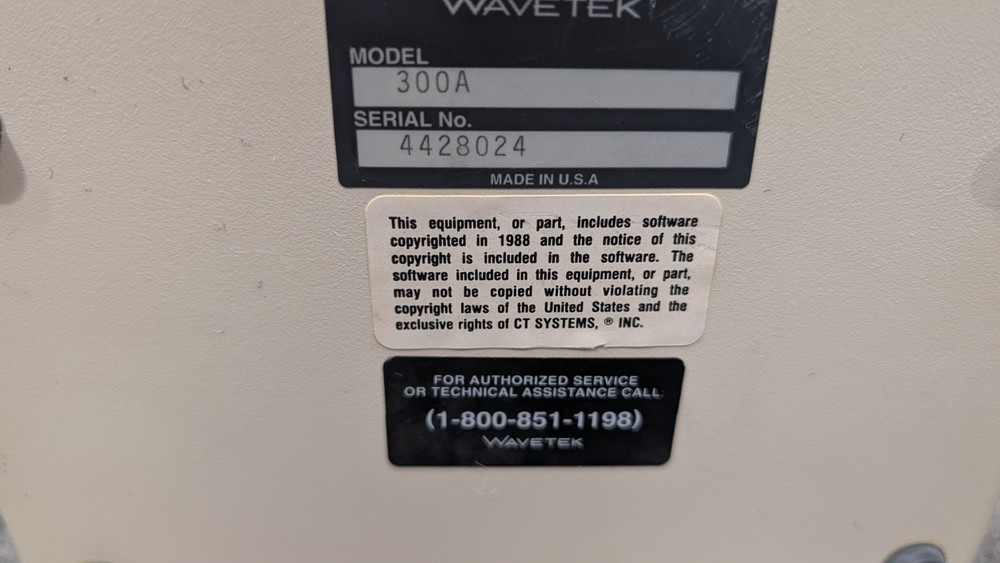 WAVETEK
MODEL
300A
SERIAL No.
4428024
MADE IN U.S.A
This equipment, or part, includes software
copyrighted in 1988 and the notice of this
copyright is included in the software. The
software included in this equipment, or part,
may not be copied without violating the
copyright laws of the United States and the
exclusive rights of CT SYSTEMS, ® INC.
FOR AUTHORIZED SERVICE
OR TECHNICAL ASSISTANCE CALL
(1-800-851-1198)
WAVETEK